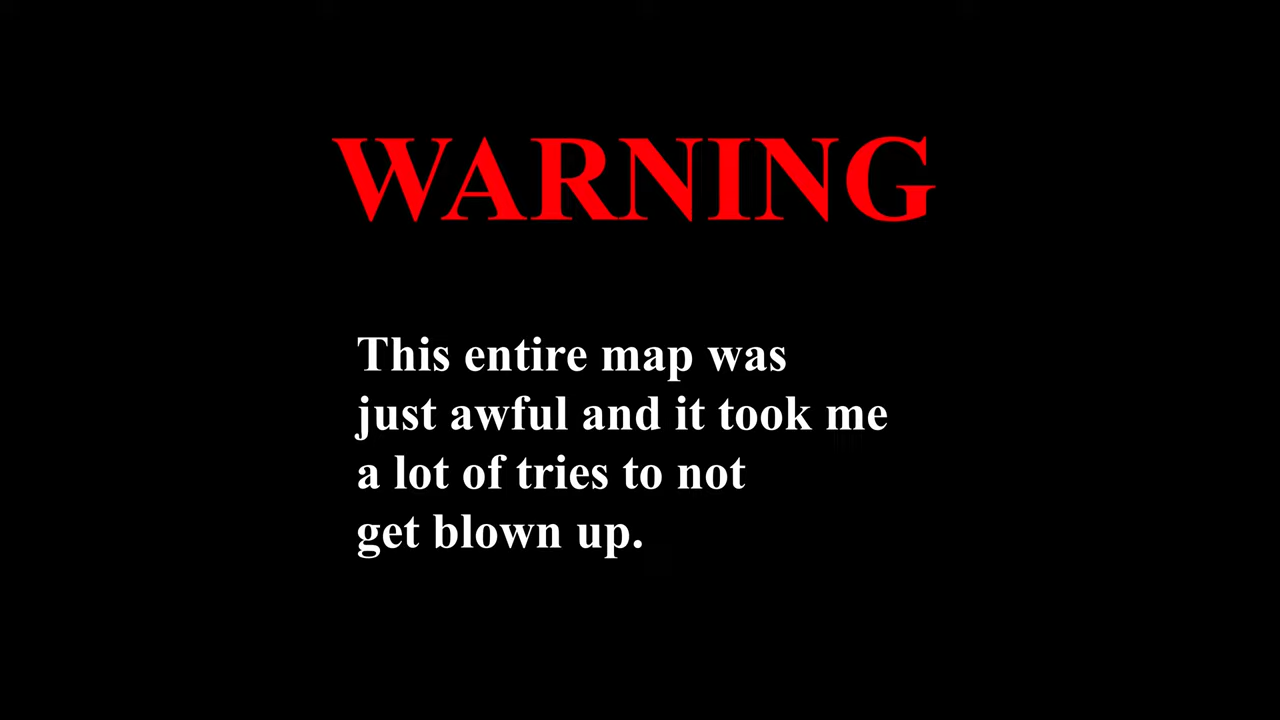 WARNING
This entire map was
just awful and it took me
a lot of tries to not
get blown up.